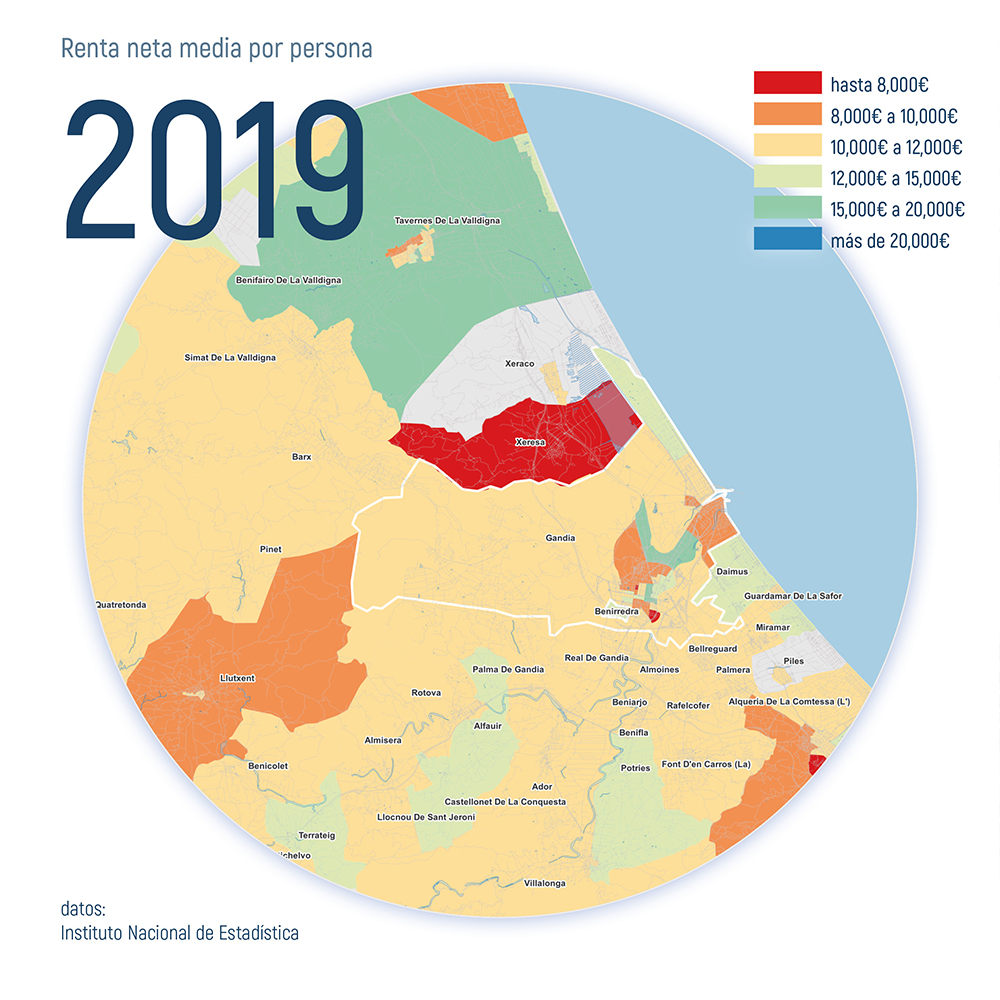 Renta neta media por persona
2019
hasta 8,000€
8,000€ a 10,000€
10,000€ a 12,000€
12,000€ a 15,000€
15,000€ a 20,000€
más de 20,000€
Tavernes De La Valldigna
Benifairo De La Valldigna
Simat De La Valldigna
Xeraco
Xeresa
Barx
Gandia
Pinet
Daimus
Quatretonda
Guardamar De La Safor
Benirredra
Miramar
Bellreguard
Real De Gandia
Piles
Palma De Gandia
Almoines
Palmera
Llutxent
Rotova
Beniarjo
Rafelcofer
Alqueria De La Comtessa (L')
Alfauir
Benifla
Almisera
Benicolet
Potries
Font D'en Carros (La)
Ador
Castellonet De La Conquesta
Llocnou De Sant Jeroni
Terrateig
ichelvo
Villalonga
datos:
Instituto Nacional de Estadística